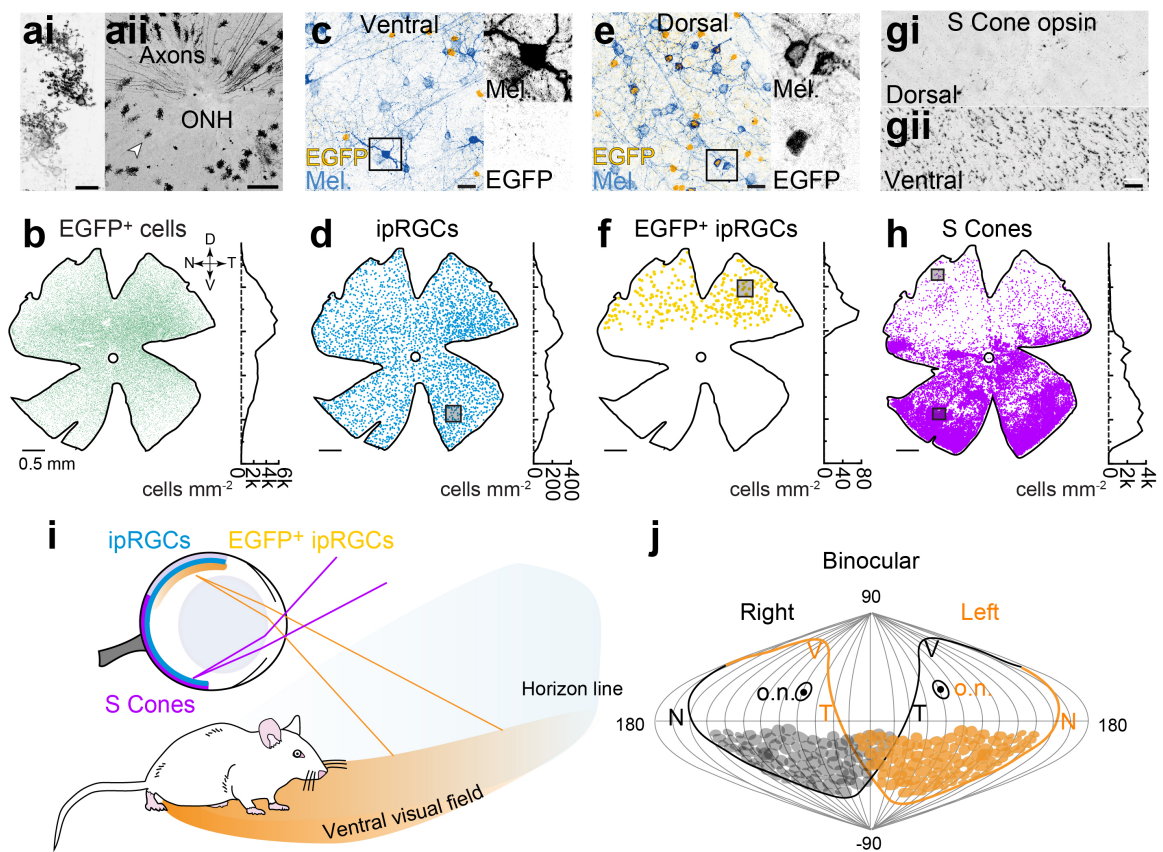 ai
aii
Axons
ONH
c
Ventral
Mel.
EGFP
Mel.
EGFP
e
Dorsal
Mel.
EGFP
Mel.
EGFP
gi
S Cone opsin
Dorsal
gii
Ventral
b
EGFP⁺ cells
D
N
T
V
0.5 mm
0
2k
4k
6k
cells mm⁻²
d
ipRGCs
0
200
400
cells mm⁻²
f
EGFP⁺ ipRGCs
0
40
80
cells mm⁻²
h
S Cones
0
2k
4k
cells mm⁻²
i
ipRGCs
EGFP⁺ ipRGCs
S Cones
Horizon line
Ventral visual field
j
Binocular
90
Right
Left
V
V
o.n.
o.n.
N
T
T
N
180
180
-90